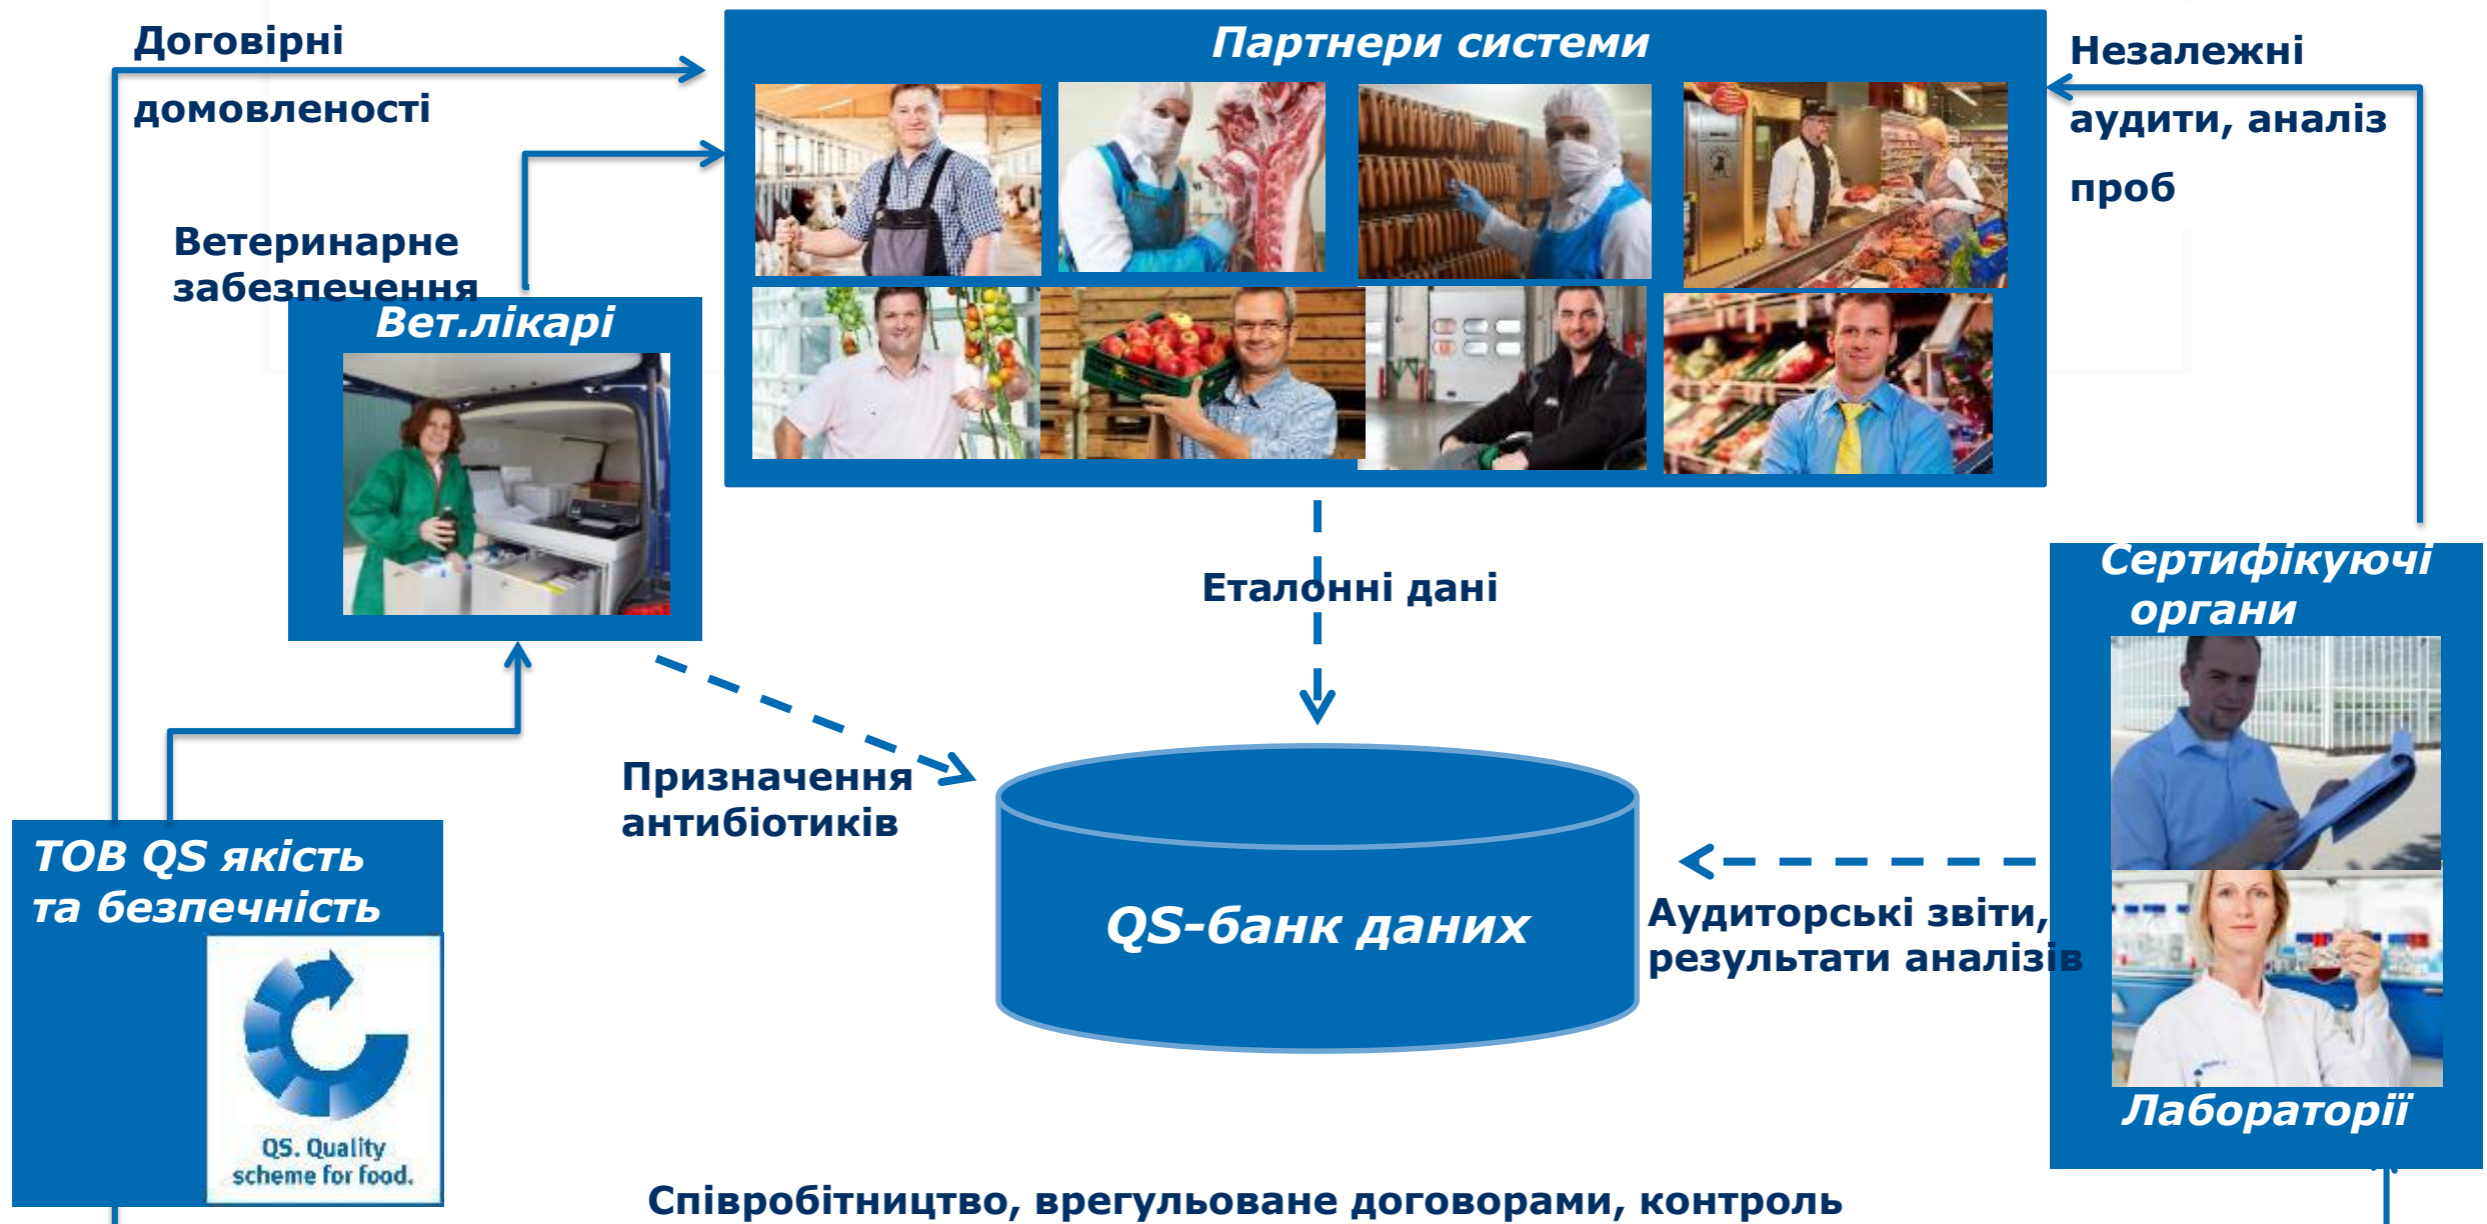 Договірні
домовленості
Партнери системи
Незалежні
аудити, аналіз
проб
Ветеринарне
забезпечення
Вет.лікарі
Еталонні дані
Сертифікуючі
органи
Призначення
антибіотиків
ТОВ QS якість
та безпечність
QS. Quality
scheme for food.
QS-банк даних
Аудиторські звіти,
результати аналізів
Лабораторії
Співробітництво, врегульоване договорами, контроль